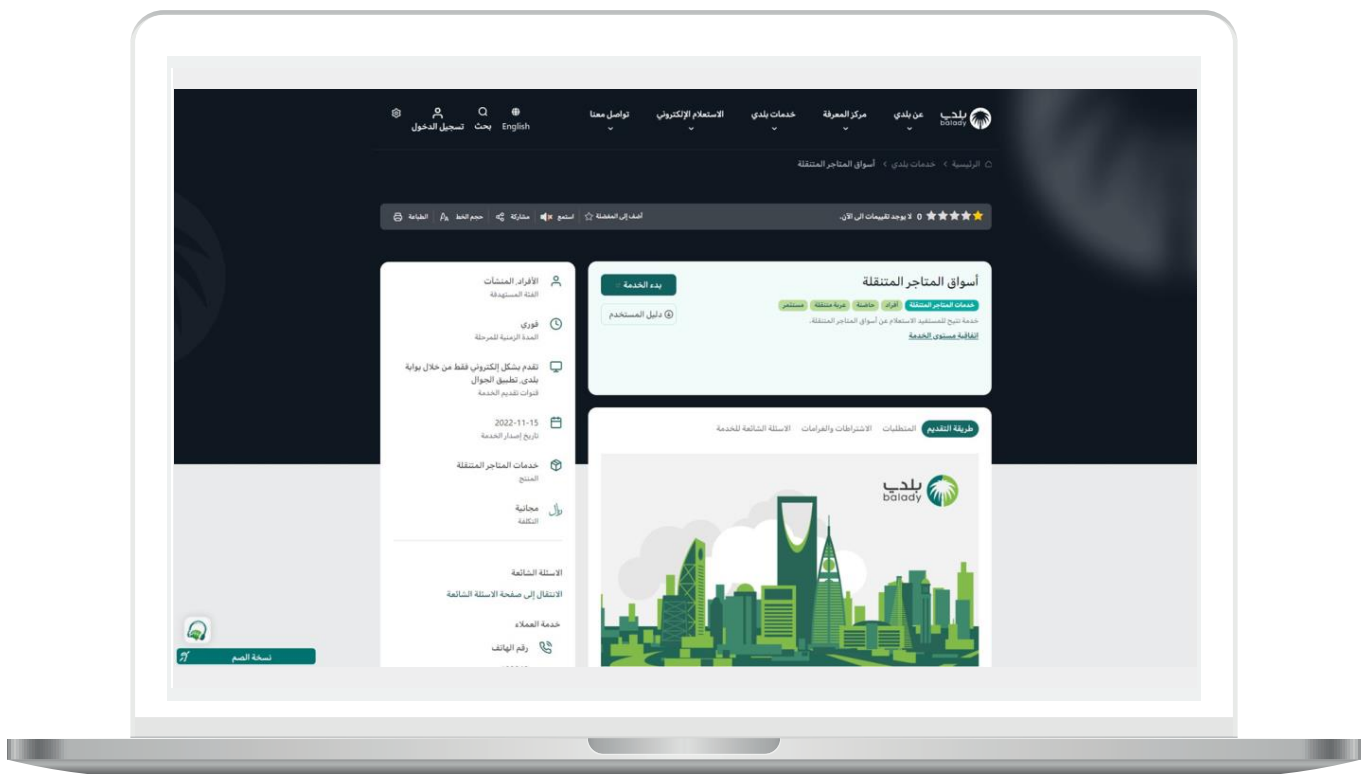 بلدي
balady
عن بلدي
مركز المعرفة
خدمات بلدي
الاستعلام الإلكتروني
تواصل معنا
English
بحث
تسجيل الدخول
الرئيسية > خدمات بلدي > أسواق المتاجر المتنقلة
0 لا يوجد تقييمات الى الآن.
أضف إلى المفضلة
استمع
مشاركة
حجم الخط
الطباعة
أسواق المتاجر المتنقلة
بدء الخدمة
خدمات المتاجر المتنقلة أفراد حاضنة عربة متنقلة مستثمر
خدمة تتيح للمستفيد الاستعلام عن أسواق المتاجر المتنقلة.
دليل المستخدم
اتفاقية مستوى الخدمة
طريقة التقديم
المتطلبات
الاشتراطات والغرامات
الاسئلة الشائعة للخدمة
بلدي
balady
الأفراد, المنشآت
الفئة المستهدفة
فوري
المدة الزمنية للمرحلة
تقدم بشكل إلكتروني فقط من خلال بوابة
بلدي, تطبيق الجوال
قنوات تقديم الخدمة
2022-11-15
تاريخ إصدار الخدمة
خدمات المتاجر المتنقلة
المنتج
ريال
مجانية
التكلفة
الاسئلة الشائعة
الانتقال إلى صفحة الاسئلة الشائعة
خدمة العملاء
رقم الهاتف
نسخة الصم